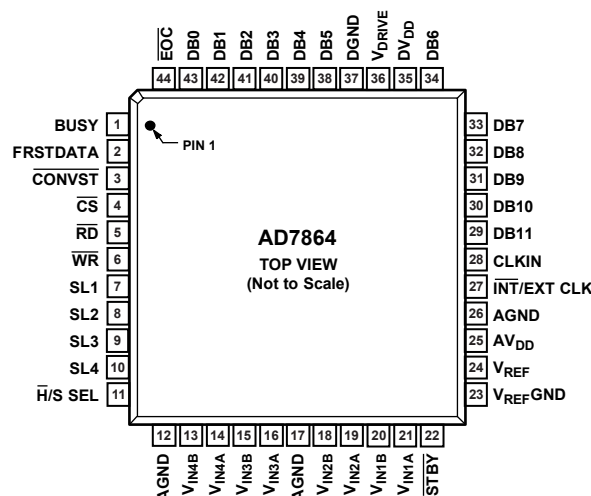 EOC DB0 DB1 DB2 DB3 DB4 DB5 DGND VDRIVE DVDD DB6
44 43 42 41 40 39 38 37 36 35 34
BUSY 1
FRSTDATA 2
CONVST 3
CS 4
RD 5
WR 6
SL1 7
SL2 8
SL3 9
SL4 10
H/S SEL 11
PIN 1
AD7864
TOP VIEW
(Not to Scale)
33 DB7
32 DB8
31 DB9
30 DB10
29 DB11
28 CLKIN
27 INT/EXT CLK
26 AGND
25 AVDD
24 VREF
23 VREFGND
12 13 14 15 16 17 18 19 20 21 22
AGND VIN4B VIN4A VIN3B VIN3A AGND VIN2B VIN2A VIN1B VIN1A STBY